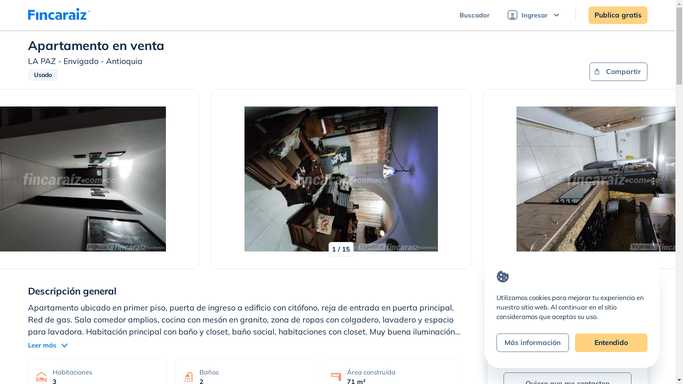 Fincaraiz
Buscador
Ingresar
Publica gratis
Apartamento en venta
LA PAZ - Envigado - Antioquia
Usado
Compartir
fincaraiz.com.co
fincaraiz.com.co
fincaraiz.com.co
1 / 15
Descripción general
Apartamento ubicado en primer piso, puerta de ingreso a edificio con citófono, reja de entrada en puerta principal.
Red de gas. Sala comedor amplios, cocina con mesón en granito, zona de ropas con colgadero, lavadero y espacio
para lavadora. Habitación principal con baño y closet, baño social, habitaciones con closet. Muy buena iluminación...
Leer más
Habitaciones
3
Baños
2
Área construida
71 m²
Utilizamos cookies para mejorar tu experiencia en
nuestro sitio web. Al continuar en el sitio
consideramos que aceptas su uso.
Más información
Entendido
Quiero que me contacten